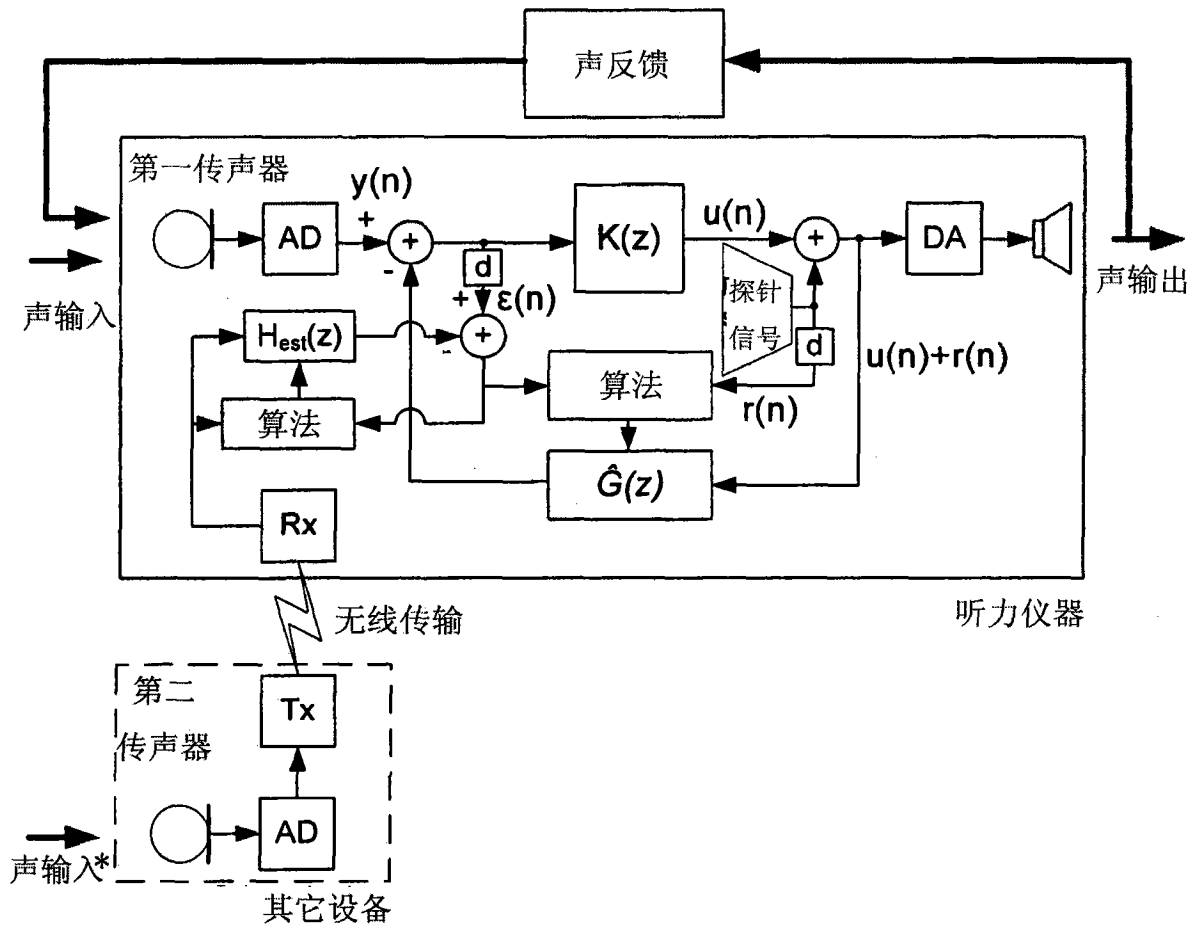 声反馈
第一传声器
y(n)
+
AD
+
-
K(z)
u(n)
+
DA
声输出
声输入
d
+
ε(n)
+
-
H_est(z)
算法
探针
信号
d
u(n)+r(n)
算法
r(n)
Ĝ(z)
Rx
听力仪器
无线传输
第二
传声器
Tx
AD
声输入*
其它设备